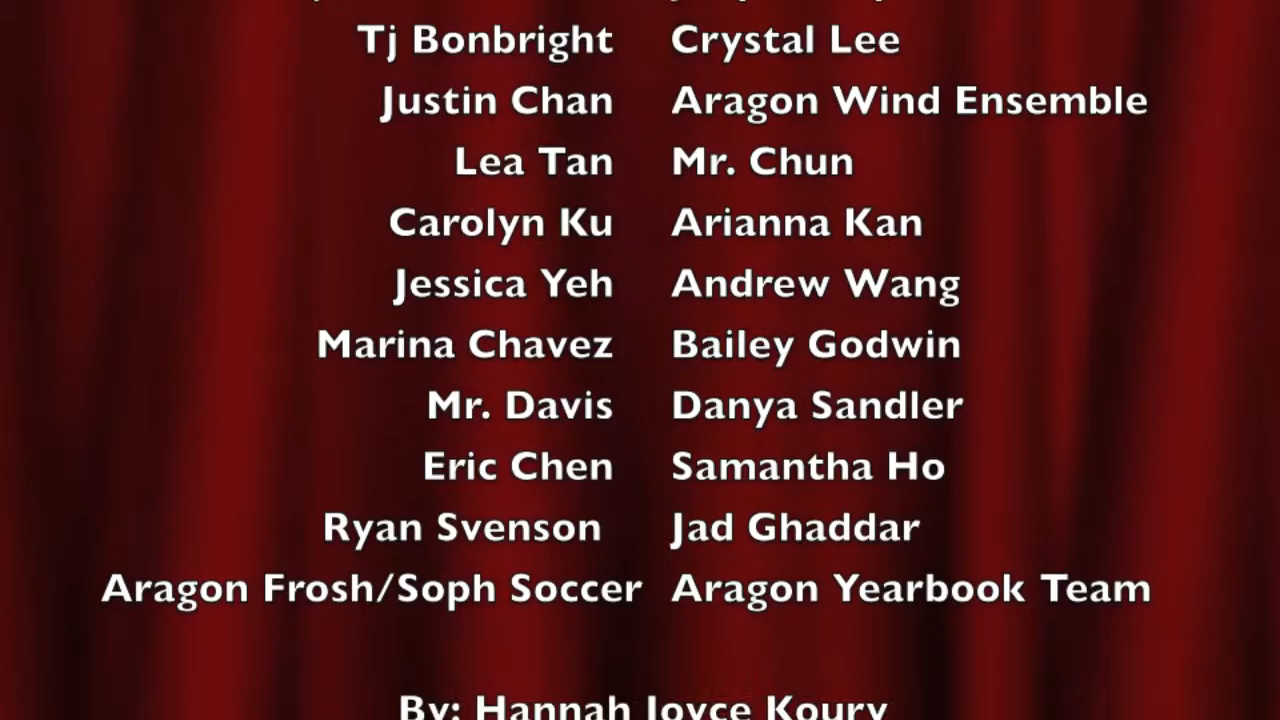 Tj Bonbright Crystal Lee
Justin Chan Aragon Wind Ensemble
Lea Tan Mr. Chun
Carolyn Ku Arianna Kan
Jessica Yeh Andrew Wang
Marina Chavez Bailey Godwin
Mr. Davis Danya Sandler
Eric Chen Samantha Ho
Ryan Svenson Jad Ghaddar
Aragon Frosh/Soph Soccer Aragon Yearbook Team
By: Hannah Joyce Koury